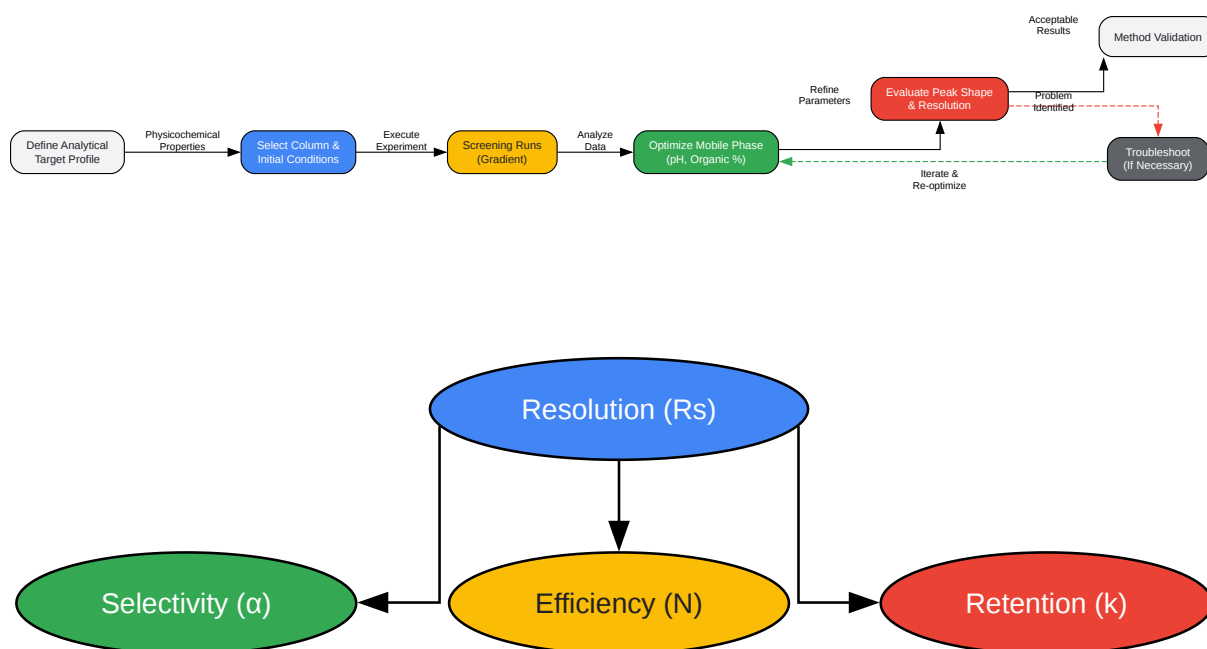 Acceptable
Results
Method Validation
Refine
Parameters
Evaluate Peak Shape
& Resolution
Problem
Identified
Define Analytical
Target Profile
Physicochemical
Properties
Select Column &
Initial Conditions
Execute
Experiment
Screening Runs
(Gradient)
Analyze
Data
Optimize Mobile Phase
(pH, Organic %)
Iterate &
Re-optimize
Troubleshoot
(If Necessary)
Resolution (Rs)
Selectivity (α)
Efficiency (N)
Retention (k)